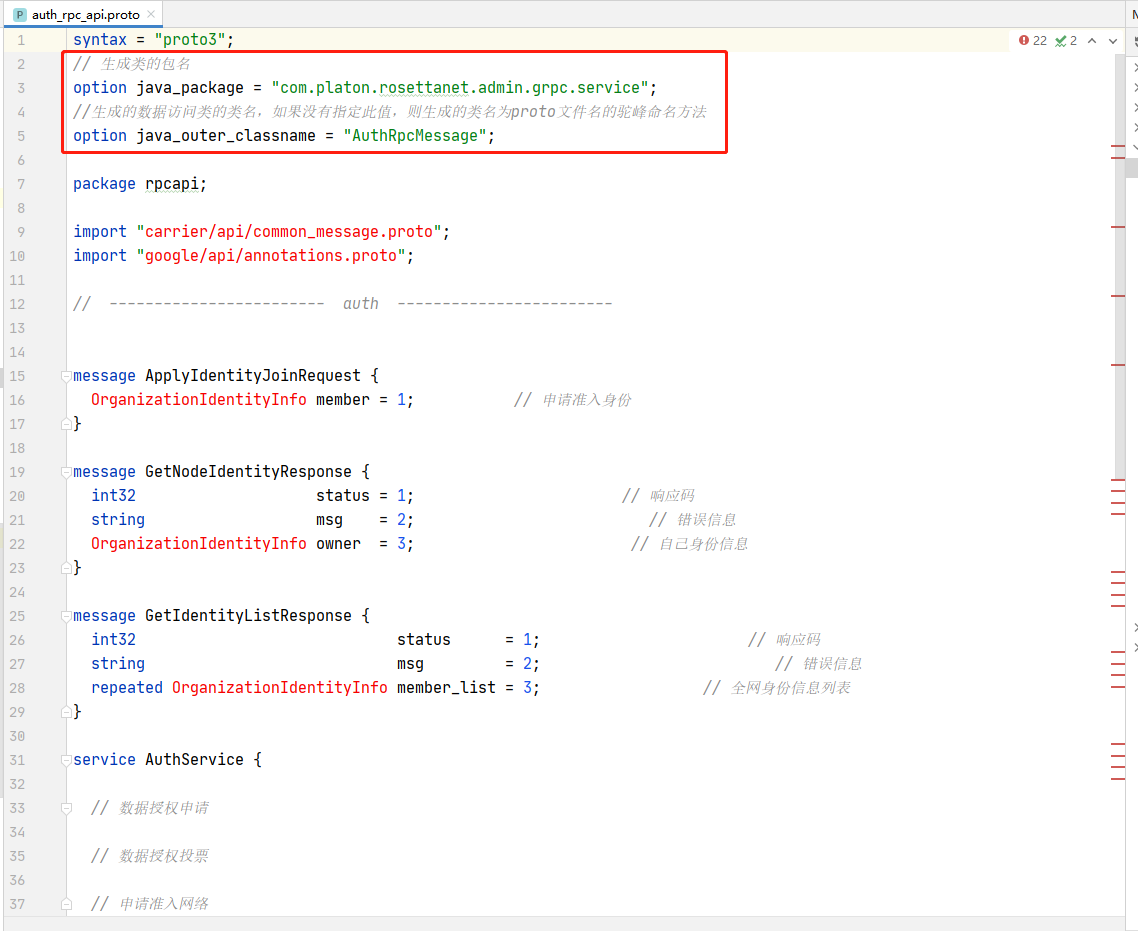 P auth_rpc_api.proto
1 syntax = "proto3"; 22 2
2 // 生成类的包名
3 option java_package = "com.platon.rosettanet.admin.grpc.service";
4 //生成的数据访问类的类名，如果没有指定此值，则生成的类名为proto文件名的驼峰命名方法
5 option java_outer_classname = "AuthRpcMessage";
6
7 package rpcapi;
8
9 import "carrier/api/common_message.proto";
10 import "google/api/annotations.proto";
11
12 // ------------------------ auth ------------------------
13
14
15 message ApplyIdentityJoinRequest {
16 OrganizationIdentityInfo member = 1; // 申请准入身份
17 }
18
19 message GetNodeIdentityResponse {
20 int32 status = 1; // 响应码
21 string msg = 2; // 错误信息
22 OrganizationIdentityInfo owner = 3; // 自己身份信息
23 }
24
25 message GetIdentityListResponse {
26 int32 status = 1; // 响应码
27 string msg = 2; // 错误信息
28 repeated OrganizationIdentityInfo member_list = 3; // 全网身份信息列表
29 }
30
31 service AuthService {
32
33 // 数据授权申请
34
35 // 数据授权投票
36
37 // 申请准入网络